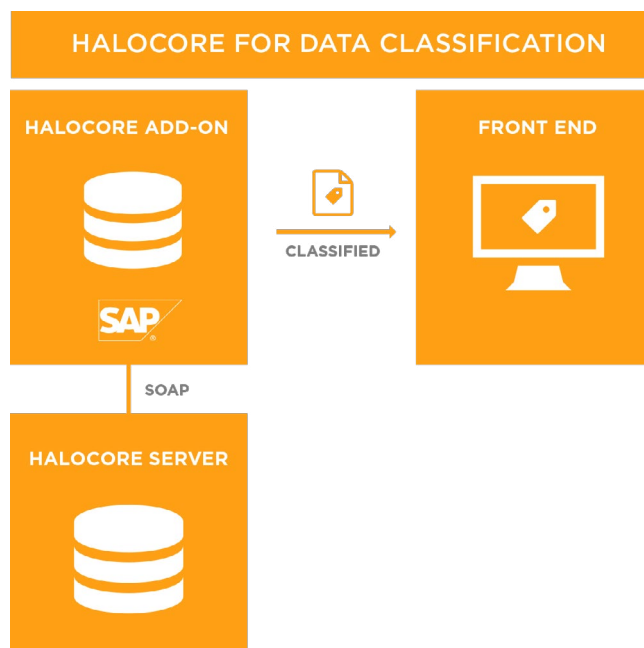 HALOCORE FOR DATA CLASSIFICATION
HALOCORE ADD-ON
FRONT END
CLASSIFIED
SAP®
SOAP
HALOCORE SERVER